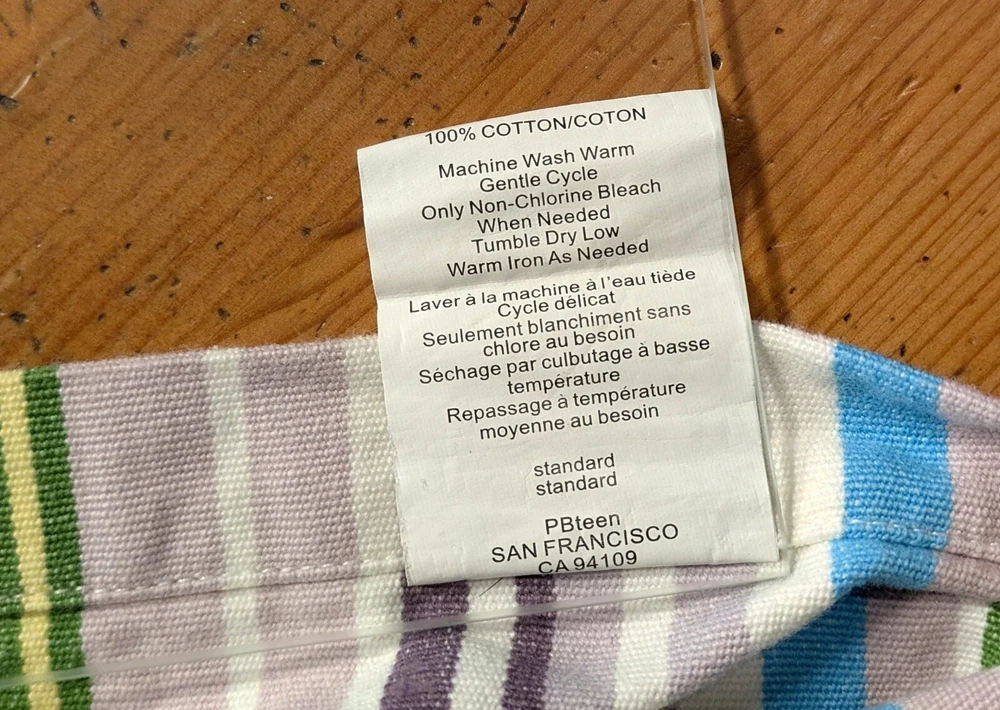 100% COTTON/COTON
Machine Wash Warm
Gentle Cycle
Only Non-Chlorine Bleach
When Needed
Tumble Dry Low
Warm Iron As Needed
Laver à la machine à l'eau tiède
Cycle délicat
Seulement blanchiment sans
chlore au besoin
Séchage par culbutage à basse
température
Repassage à température
moyenne au besoin
standard
standard
PBteen
SAN FRANCISCO
CA 94109